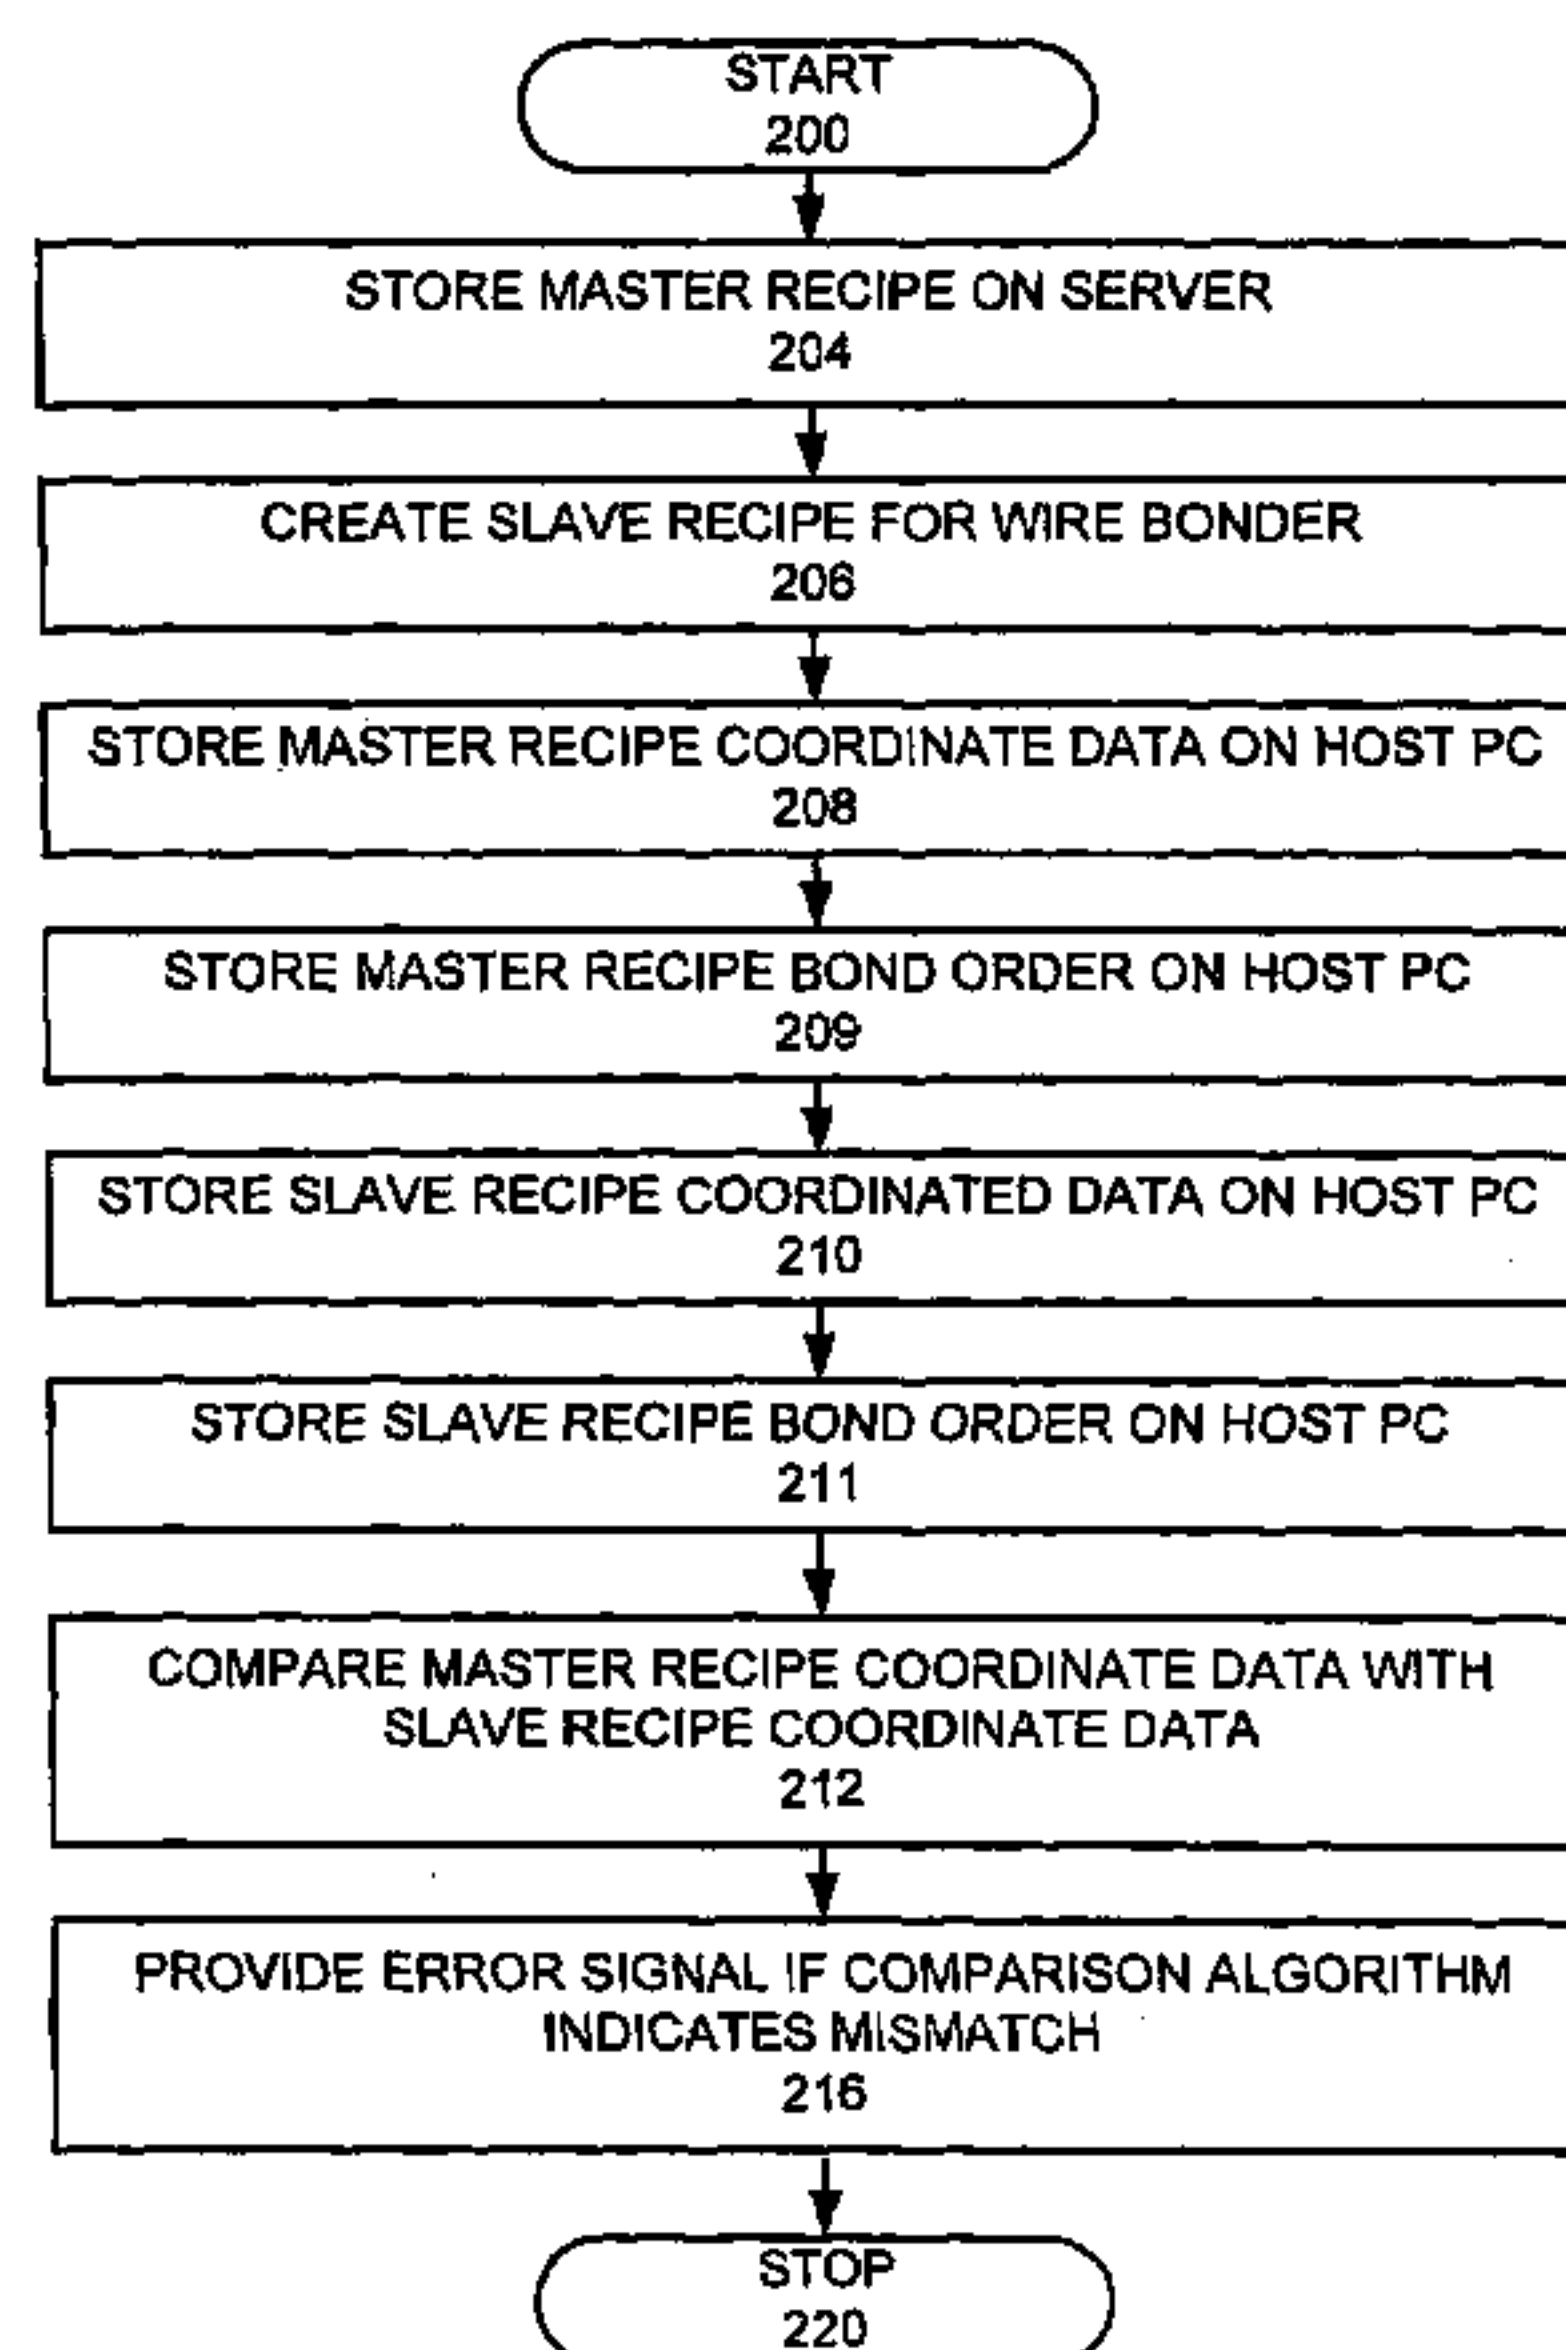 START
200
STORE MASTER RECIPE ON SERVER
204
CREATE SLAVE RECIPE FOR WIRE BONDER
206
STORE MASTER RECIPE COORDINATE DATA ON HOST PC
208
STORE MASTER RECIPE BOND ORDER ON HOST PC
209
STORE SLAVE RECIPE COORDINATED DATA ON HOST PC
210
STORE SLAVE RECIPE BOND ORDER ON HOST PC
211
COMPARE MASTER RECIPE COORDINATE DATA WITH
SLAVE RECIPE COORDINATE DATA
212
PROVIDE ERROR SIGNAL IF COMPARISON ALGORITHM
INDICATES MISMATCH
216
STOP
220